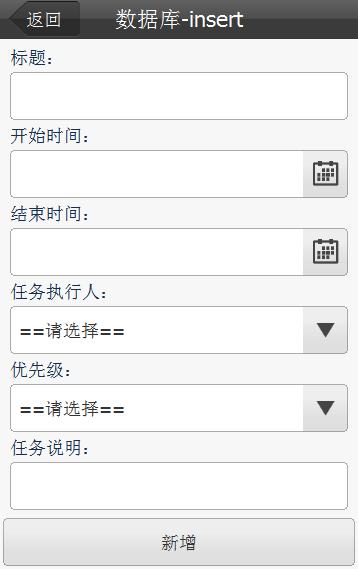 返回
数据库-insert
标题：
开始时间：
结束时间：
任务执行人：
==请选择==
优先级：
==请选择==
任务说明：
新增